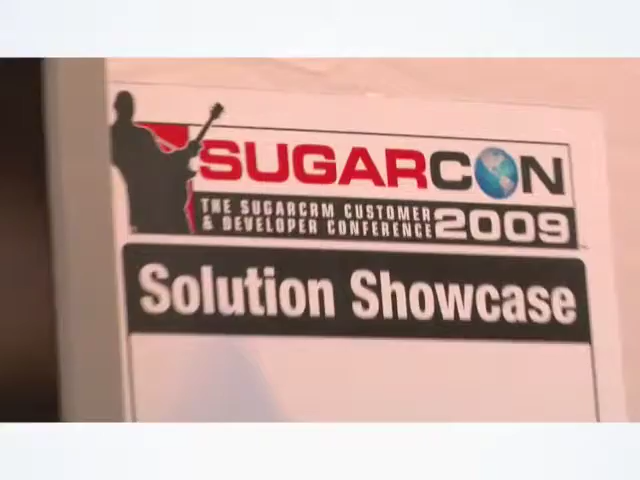 SUGARCON
THE SUGARCRM CUSTOMER
& DEVELOPER CONFERENCE 2009
Solution Showcase